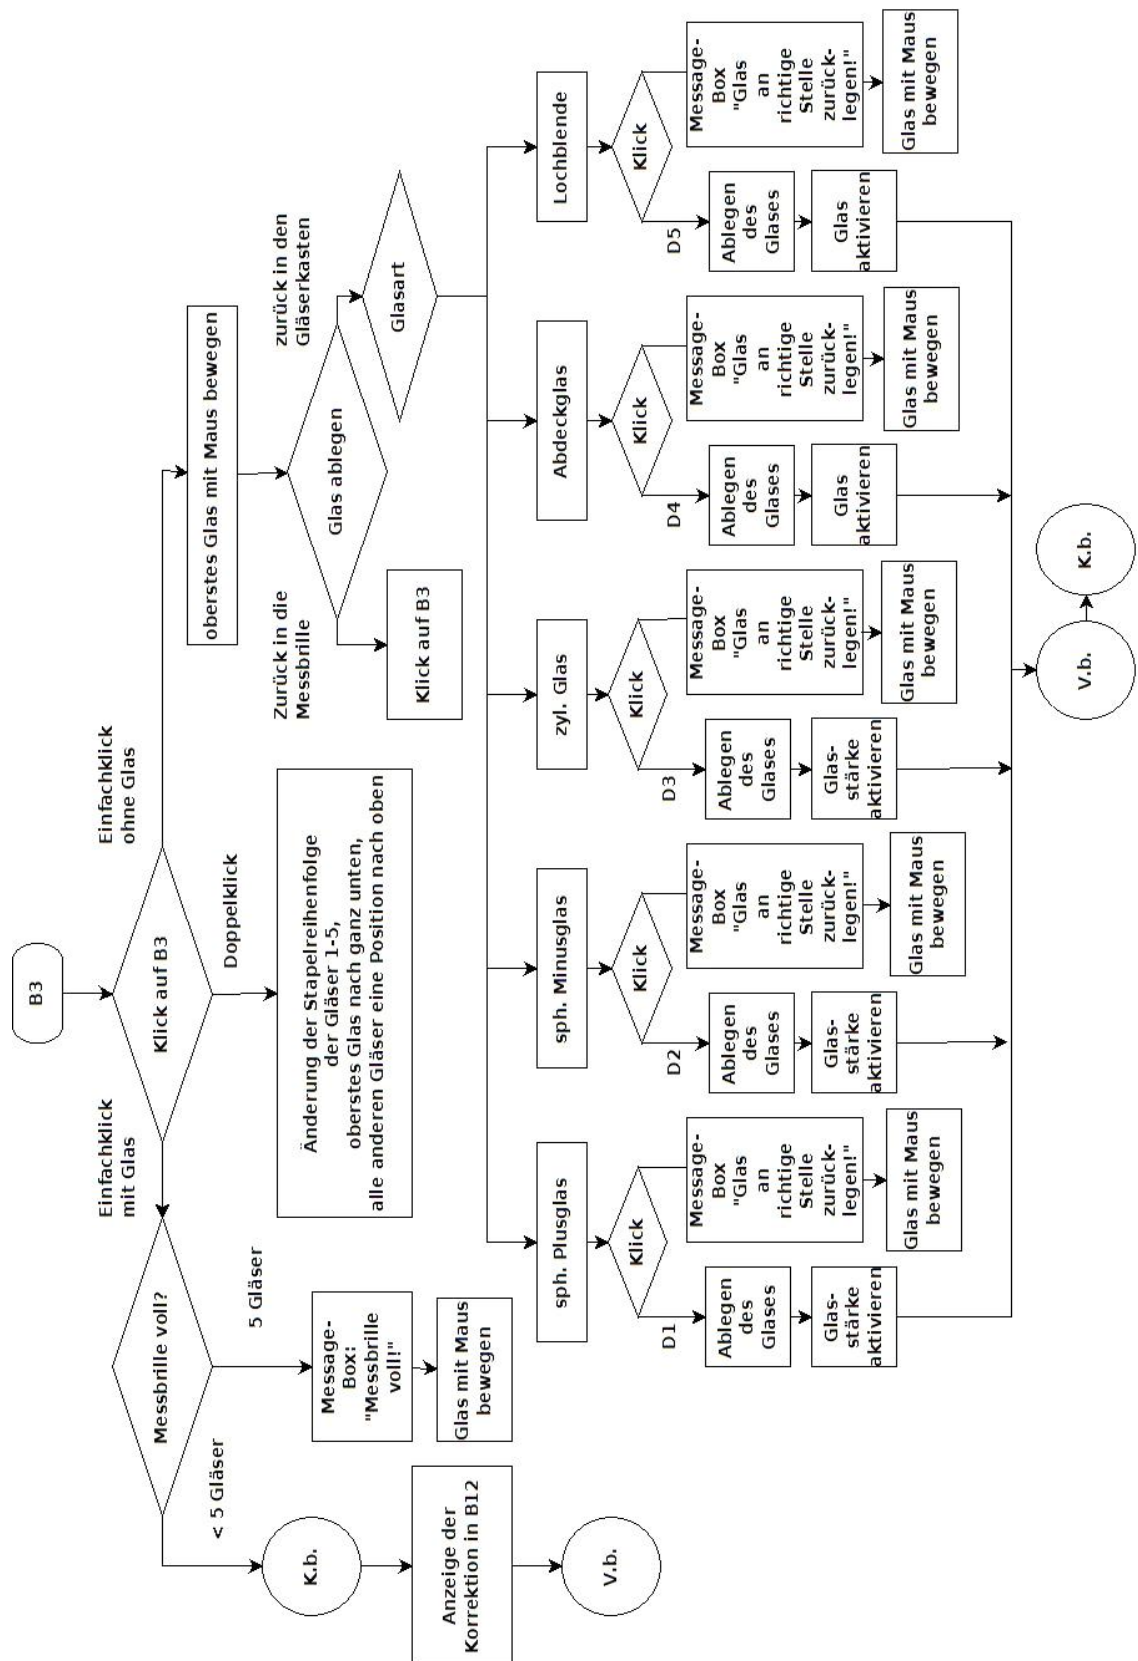 B3
Klick auf B3
Einfachklick
mit Glas
Einfachklick
ohne Glas
Doppelklick
Messbrille voll?
< 5 Gläser
5 Gläser
K.b.
Anzeige der
Korrektion in B12
V.b.
Message-
Box:
"Messbrille
voll!"
Glas mit Maus
bewegen
Änderung der Stapelreihenfolge
der Gläser 1-5,
oberstes Glas nach ganz unten,
alle anderen Gläser eine Position nach oben
oberstes Glas mit Maus bewegen
Glas ablegen
Zurück in die
Messbrille
zurück in den
Gläserkasten
Klick auf B3
Glasart
sph. Plusglas
Klick
D1
Ablegen
des
Glases
Glas-
stärke
aktivieren
Message-
Box
"Glas
an
richtige
Stelle
zurück-
legen!"
Glas mit Maus
bewegen
sph. Minusglas
Klick
D2
Ablegen
des
Glases
Glas-
stärke
aktivieren
Message-
Box
"Glas
an
richtige
Stelle
zurück-
legen!"
Glas mit Maus
bewegen
zyl. Glas
Klick
D3
Ablegen
des
Glases
Glas-
stärke
aktivieren
Message-
Box
"Glas
an
richtige
Stelle
zurück-
legen!"
Glas mit Maus
bewegen
Abdeckglas
Klick
D4
Ablegen
des
Glases
Glas
aktivieren
Message-
Box
"Glas
an
richtige
Stelle
zurück-
legen!"
Glas mit Maus
bewegen
Lochblende
Klick
D5
Ablegen
des
Glases
Glas
aktivieren
Message-
Box
"Glas
an
richtige
Stelle
zurück-
legen!"
Glas mit Maus
bewegen
V.b.
K.b.